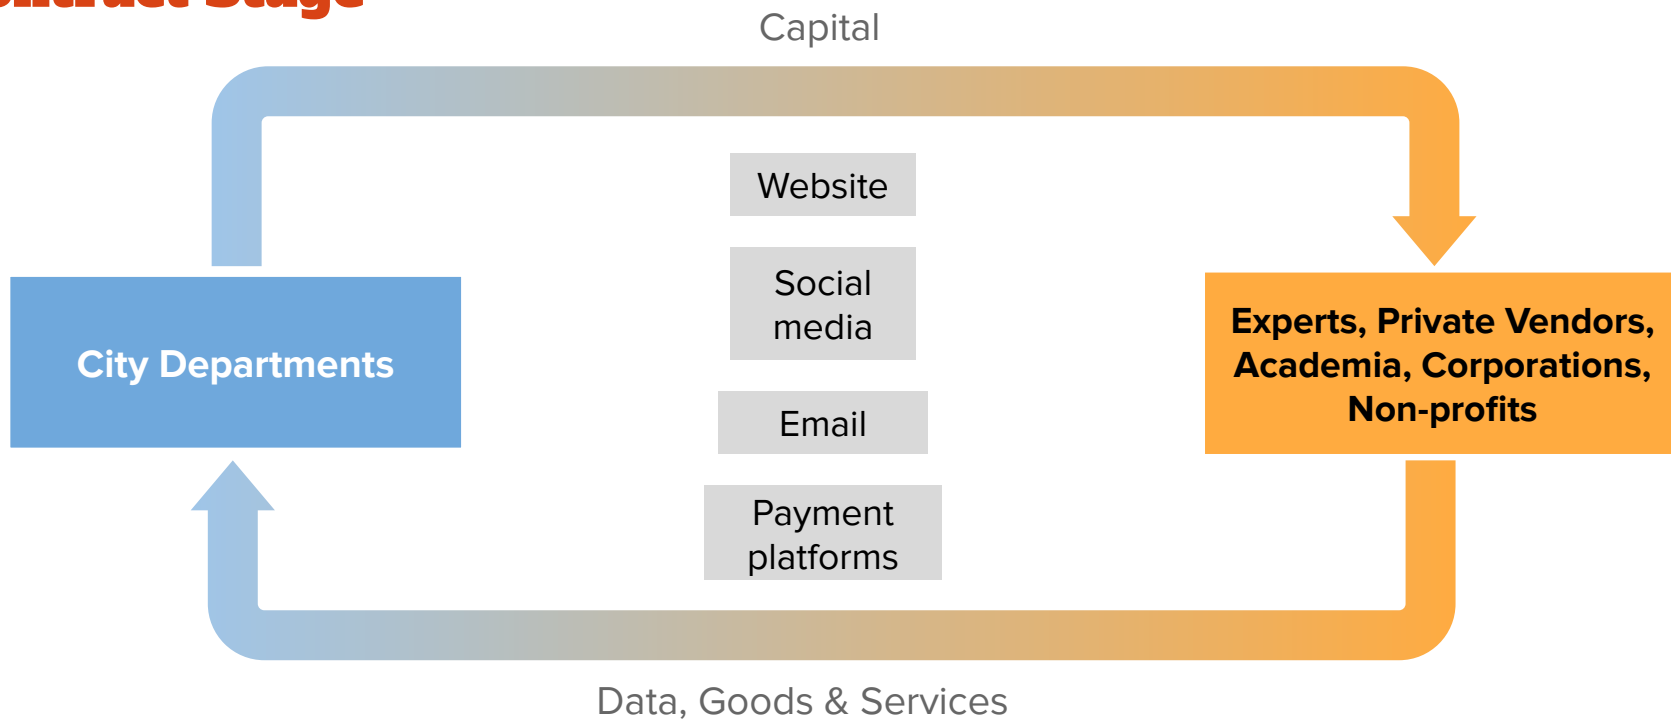 Stage
Capital
Website
Social
media
Email
Payment
platforms
City Departments
Experts, Private Vendors,
Academia, Corporations,
Non-profits
Data, Goods & Services